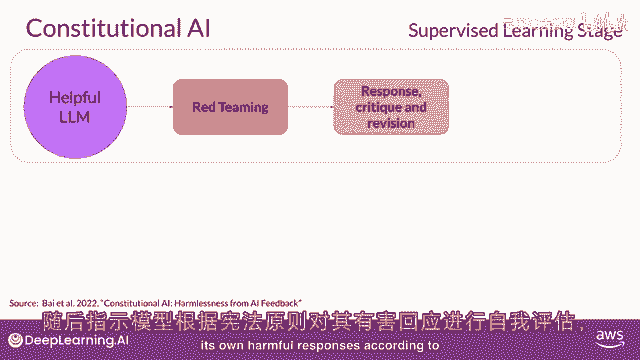 Constitutional AI
Supervised Learning Stage
Helpful
LLM
Red Teaming
Response,
critique and
revision
Source: Bai et al. 2022, "Constitutional AI: Harmlessness from AI Feedback"
随后指示模型根据宪法原则对其有害回应进行自我评估，
its own harmful responses according to
DeepLearning.AI
aws